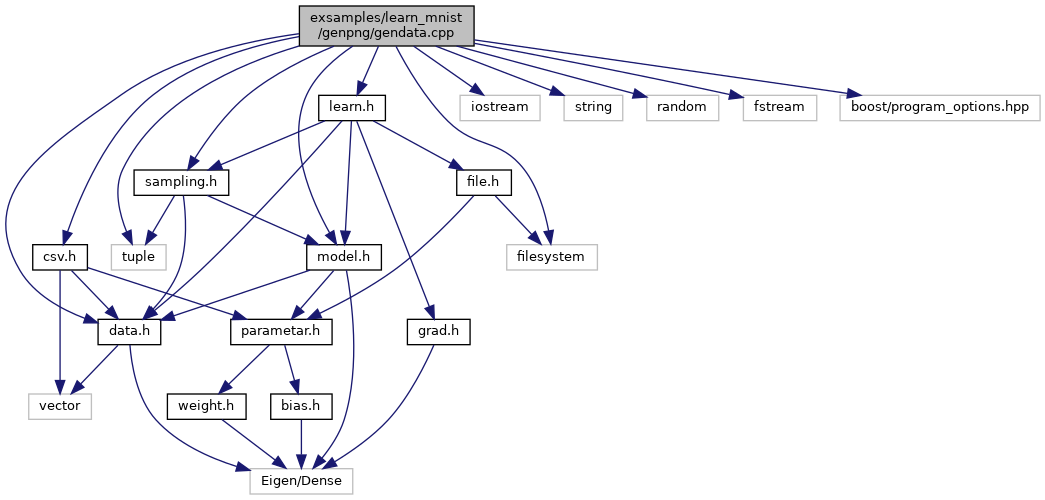 exsamples/learn_mnist
/genpng/gendata.cpp
learn.h
iostream
string
random
fstream
boost/program_options.hpp
sampling.h
file.h
csv.h
tuple
model.h
filesystem
data.h
parametar.h
grad.h
vector
weight.h
bias.h
Eigen/Dense